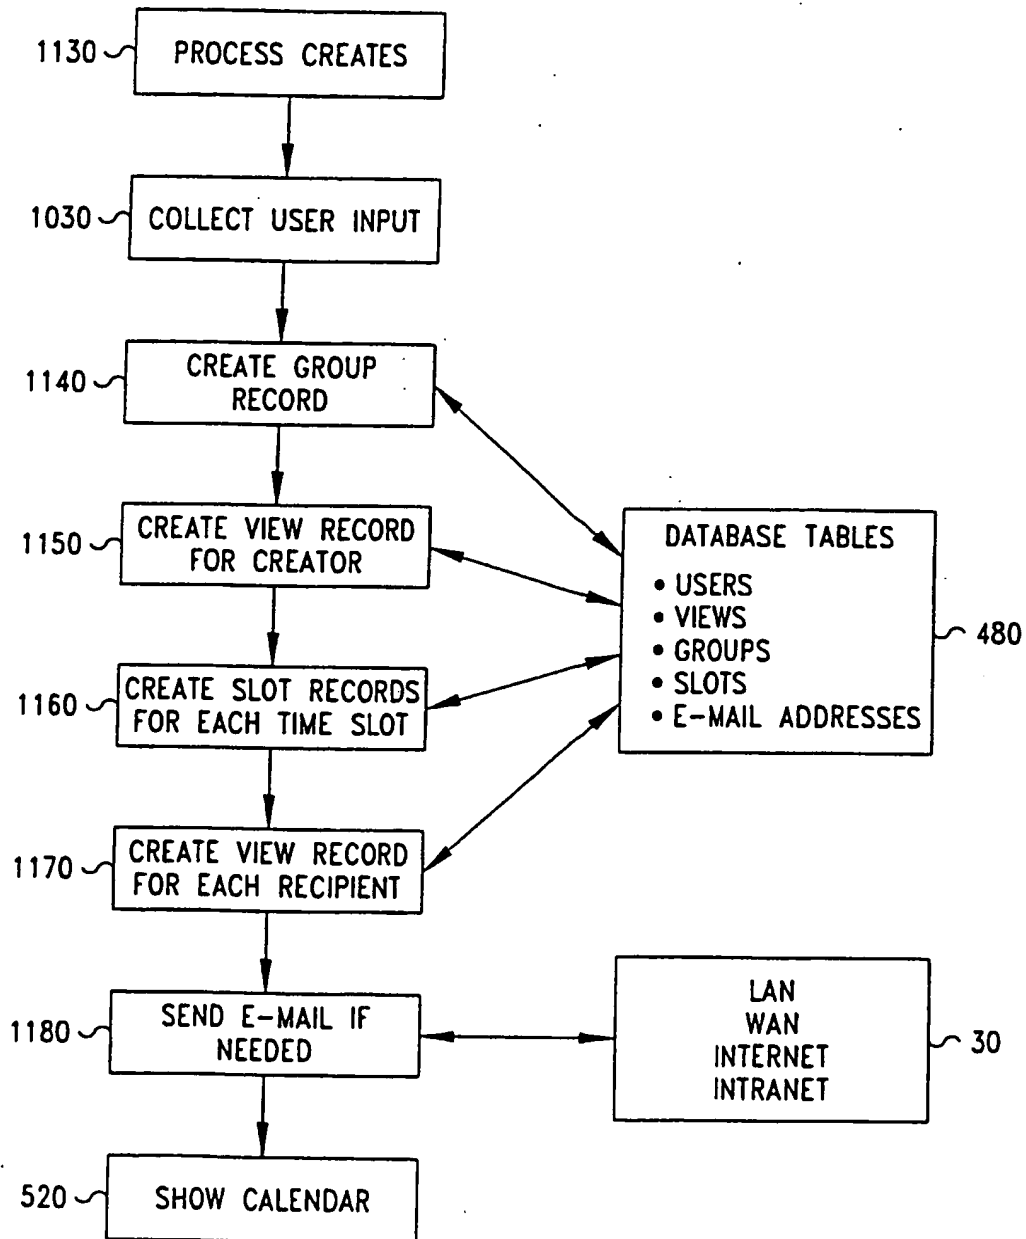 1130
PROCESS CREATES
1030
COLLECT USER INPUT
1140
CREATE GROUP
RECORD
1150
CREATE VIEW RECORD
FOR CREATOR
1160
CREATE SLOT RECORDS
FOR EACH TIME SLOT
1170
CREATE VIEW RECORD
FOR EACH RECIPIENT
1180
SEND E-MAIL IF
NEEDED
520
SHOW CALENDAR
DATABASE TABLES
• USERS
• VIEWS
• GROUPS
• SLOTS
• E-MAIL ADDRESSES
480
LAN
WAN
INTERNET
INTRANET
30